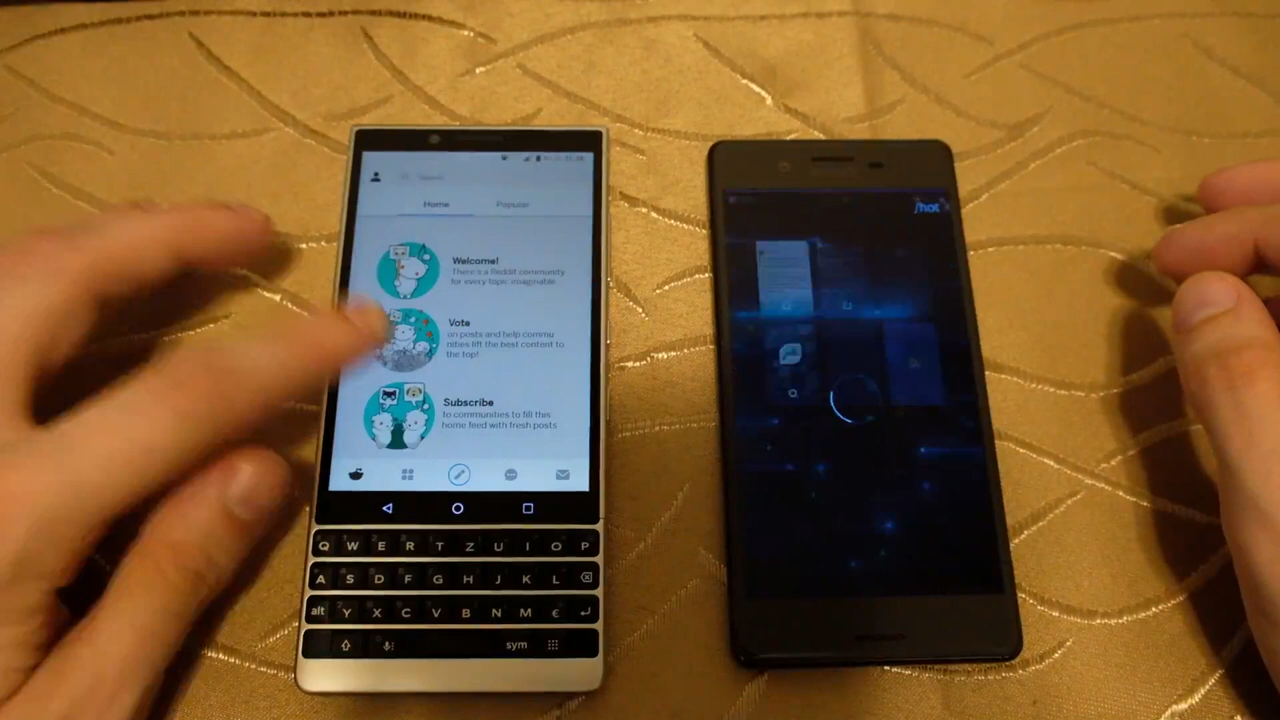 Home Popular
Welcome!
There's a Reddit community
for every topic imaginable.
Vote
on posts and help commu
nities lift the best content to
the top!
Subscribe
to communities to fill this
home feed with fresh posts
Q W E R T Z U I O P
A S D F G H J K L
alt Y X C V B N M €
sym
hot